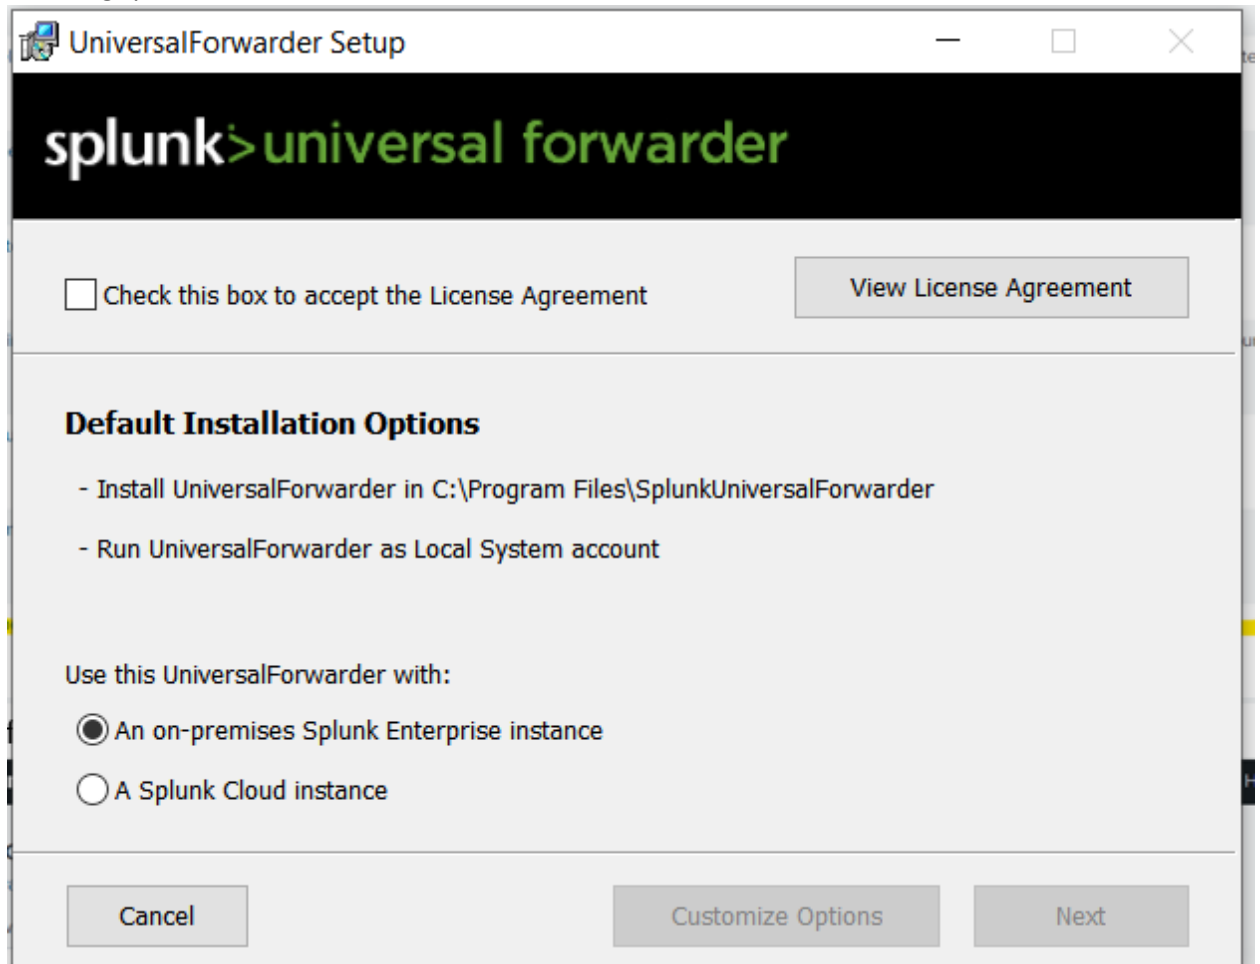 UniversalForwarder Setup
splunk>universal forwarder
Check this box to accept the License Agreement
View License Agreement
Default Installation Options
- Install UniversalForwarder in C:\Program Files\SplunkUniversalForwarder
- Run UniversalForwarder as Local System account
Use this UniversalForwarder with:
An on-premises Splunk Enterprise instance
A Splunk Cloud instance
Cancel
Customize Options
Next